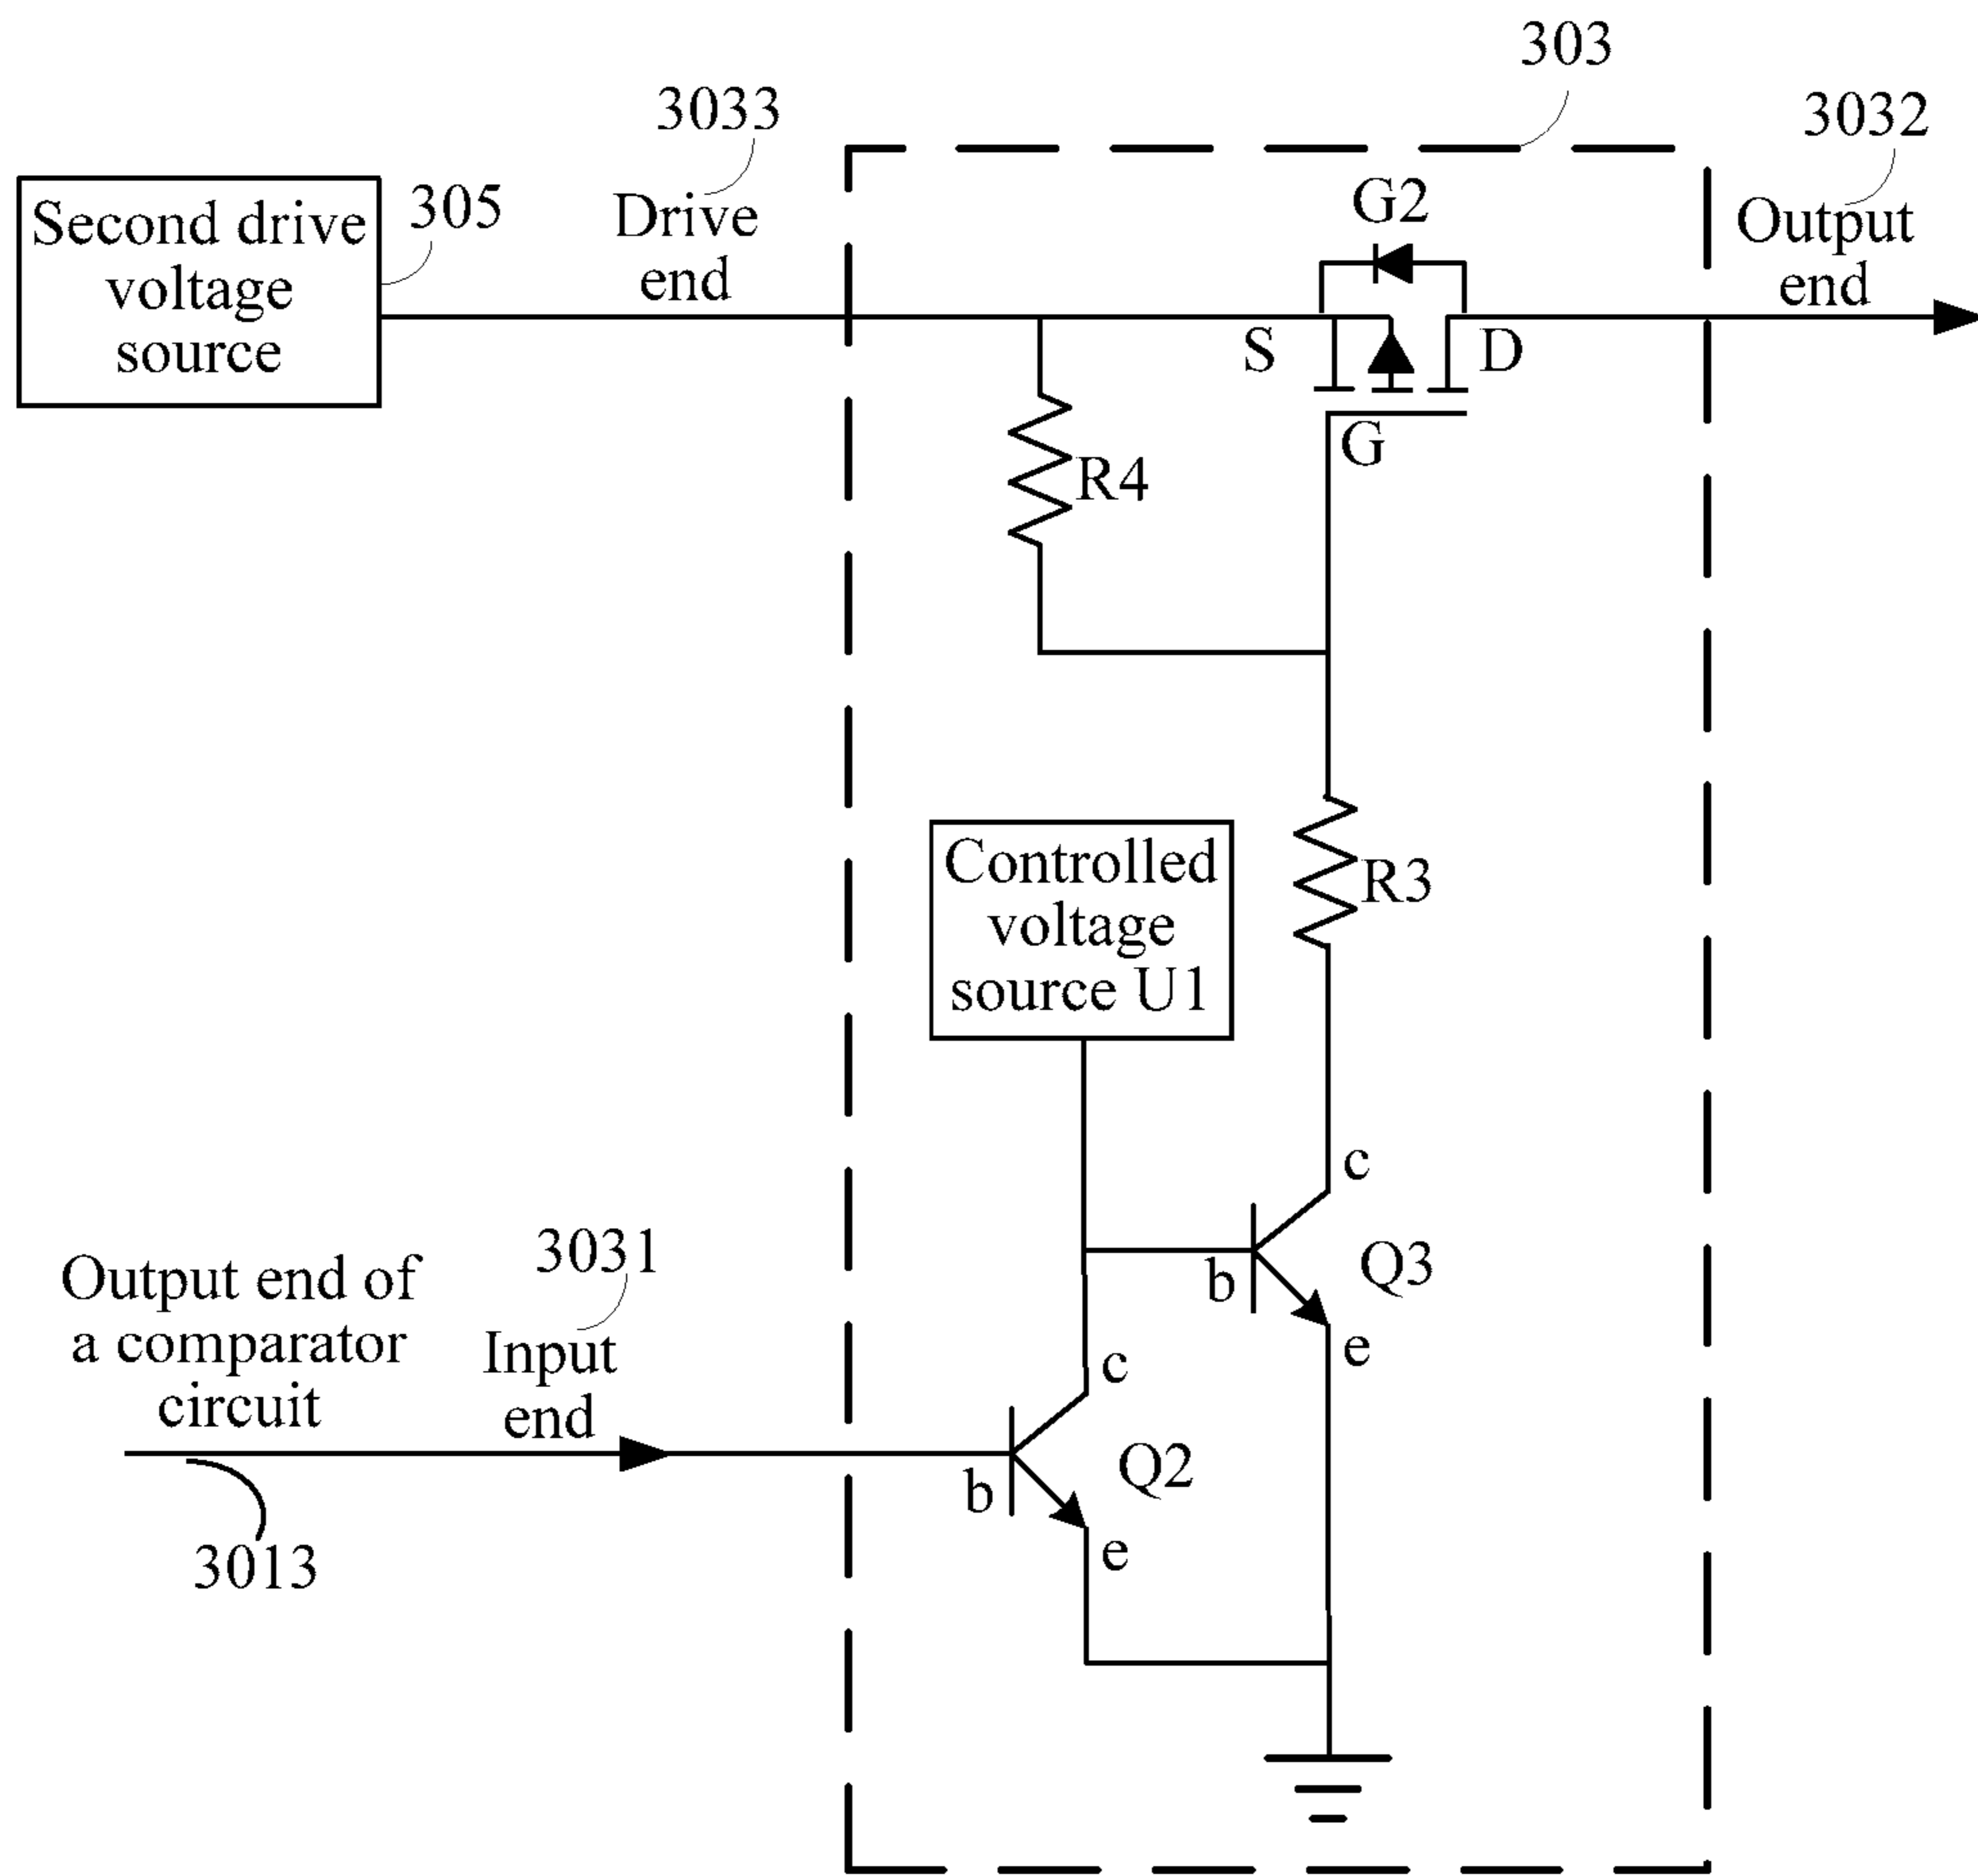 303
3033
3032
Second drive
voltage
source
305
Drive
end
G2
Output
end
S
D
G
R4
Controlled
voltage
source U1
R3
c
b
Q3
e
Output end of
a comparator
circuit
3031
Input
end
c
b
Q2
e
3013